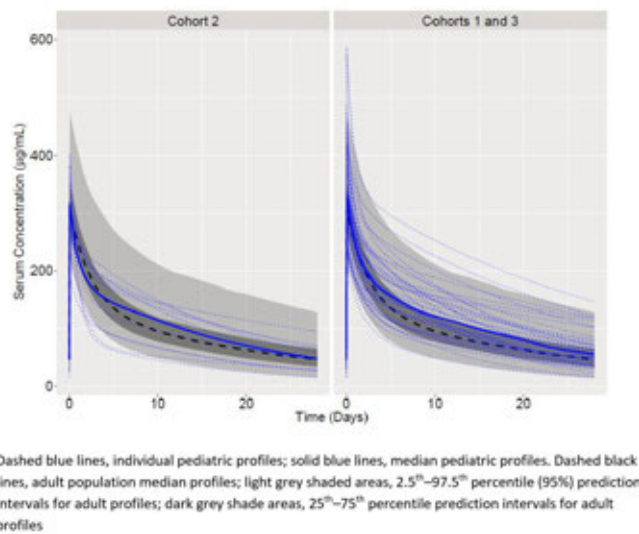 Cohort 2 Cohorts 1 and 3
600
400
200
0
Serum Concentration (µg/mL)
0 10 20 0 10 20
Time (Days)
Dashed blue lines, individual pediatric profiles; solid blue lines, median pediatric profiles. Dashed black
lines, adult population median profiles; light grey shaded areas, 2.5th–97.5th percentile (95%) prediction
intervals for adult profiles; dark grey shade areas, 25th–75th percentile prediction intervals for adult
profiles